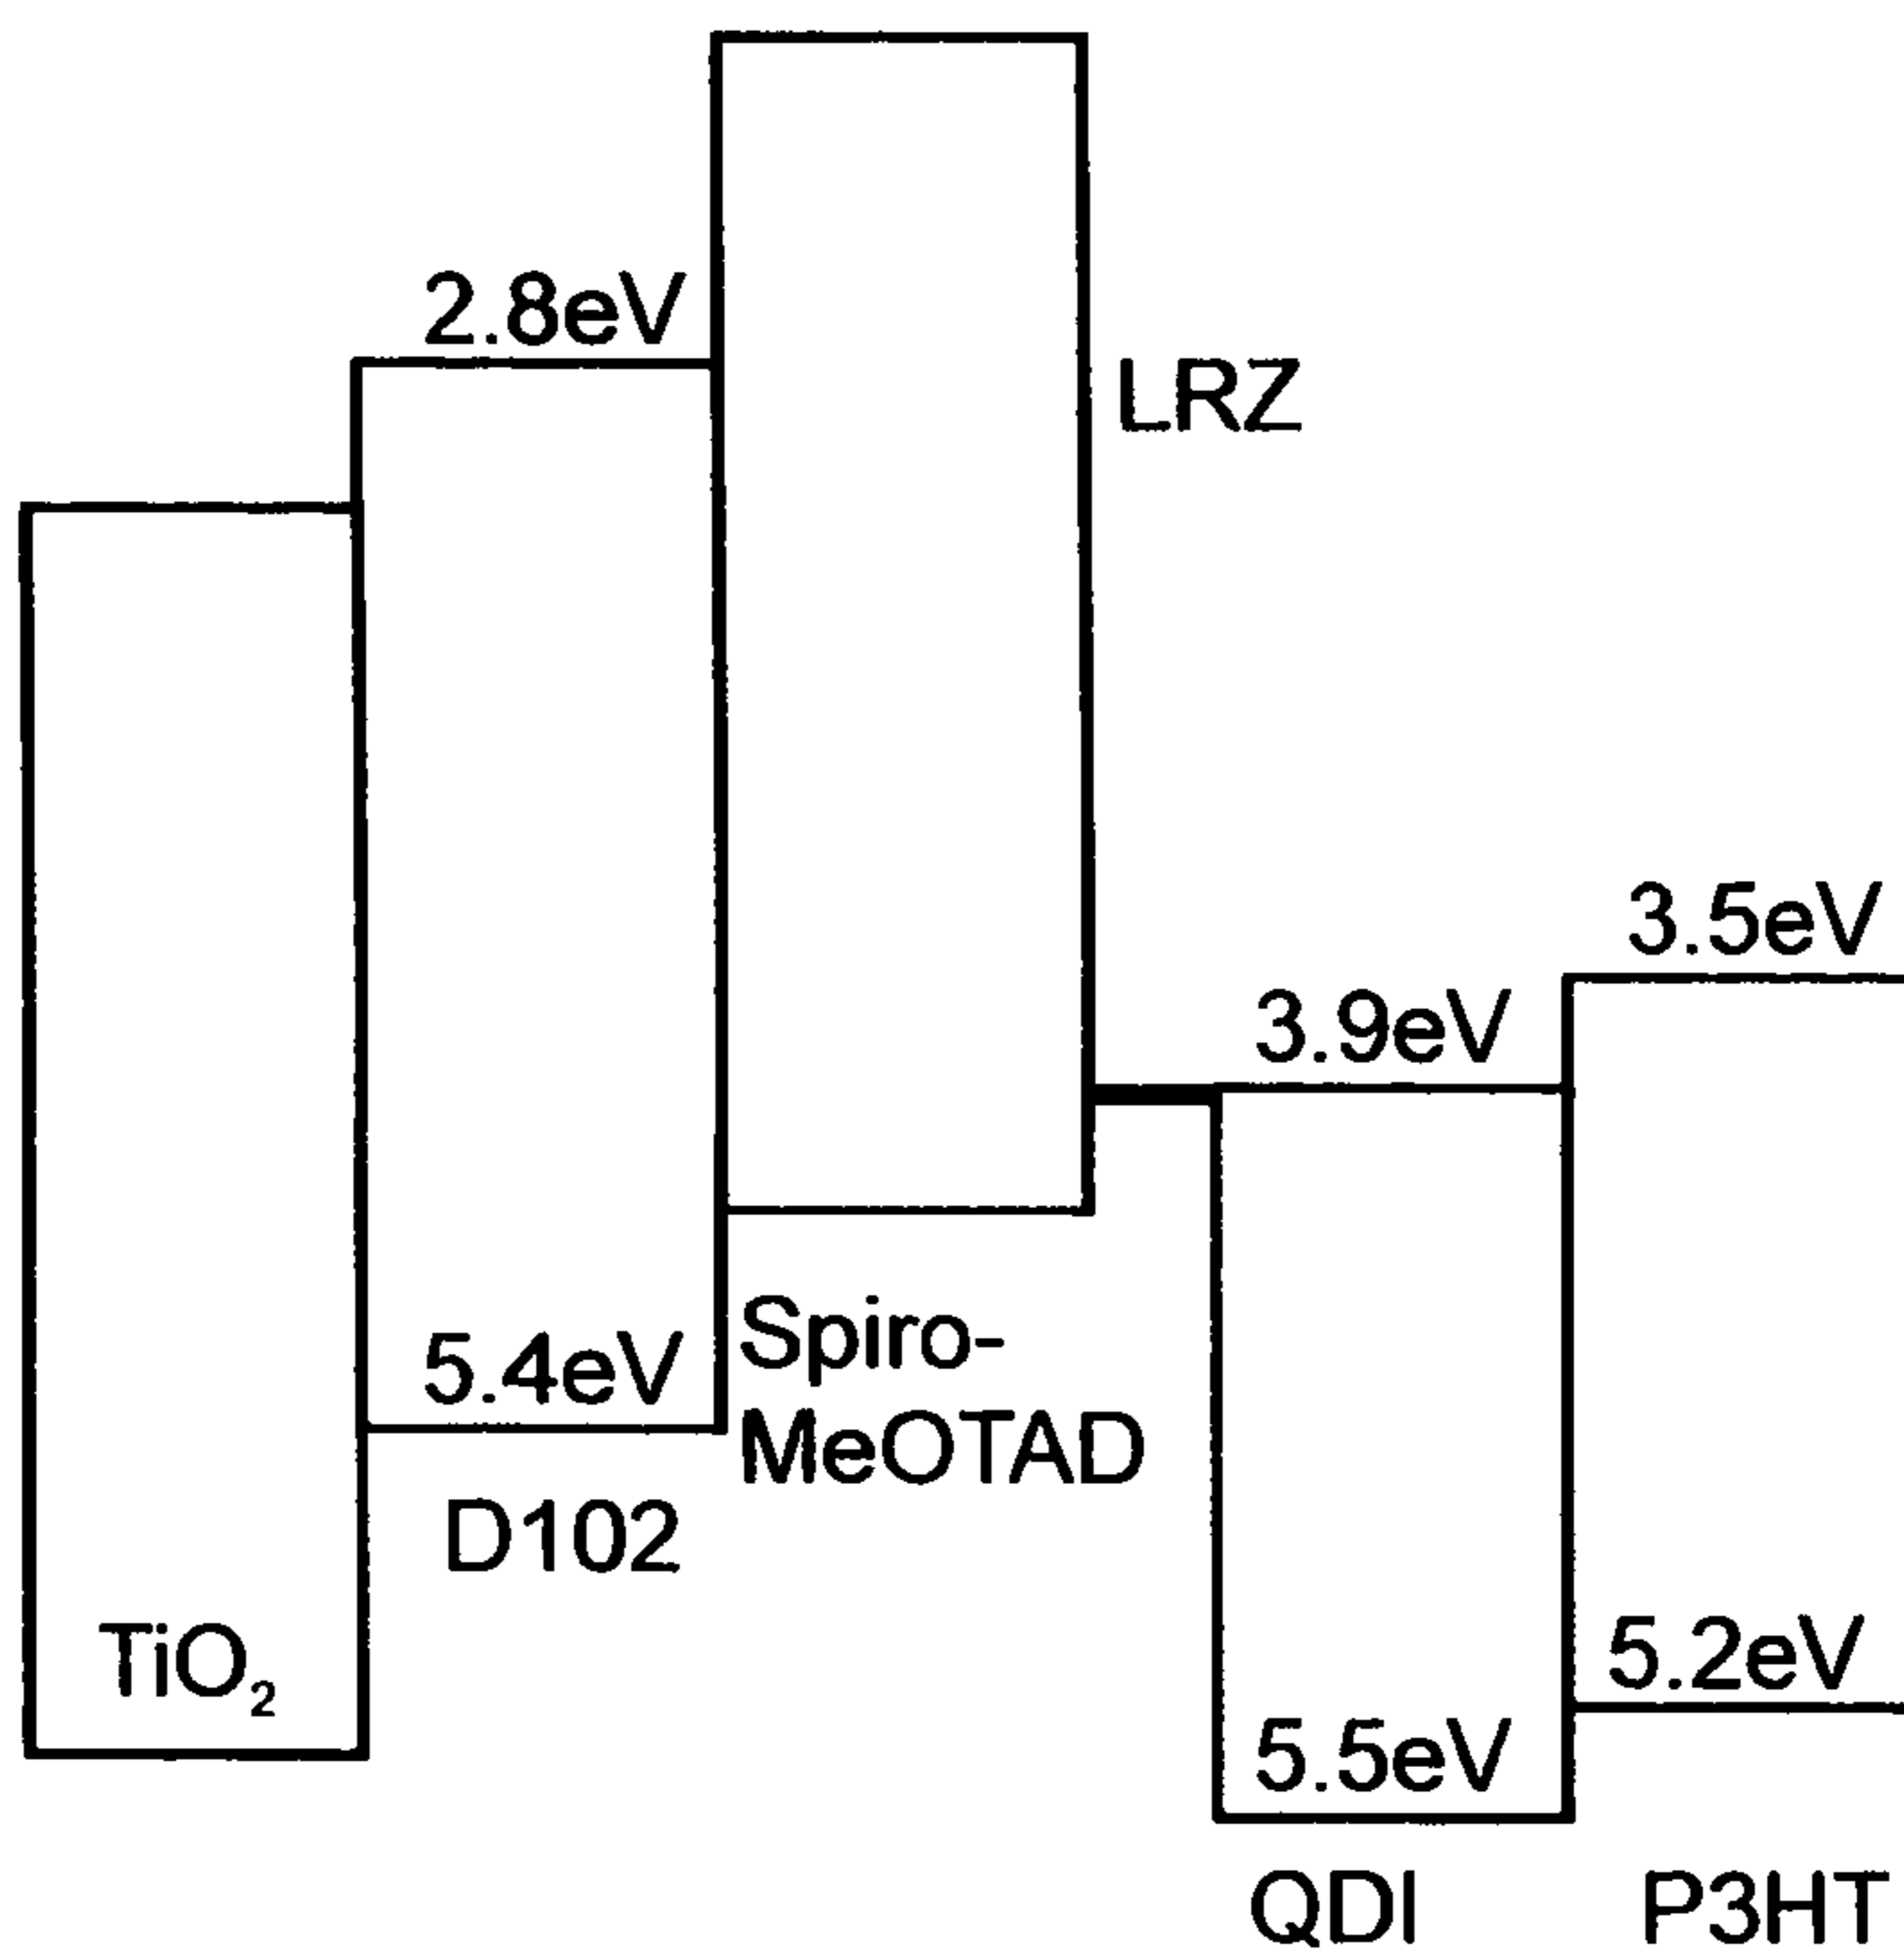 2.8eV
LRZ
3.5eV
3.9eV
5.4eV
Spiro-
MeOTAD
D102
TiO₂
5.2eV
5.5eV
QDI
P3HT